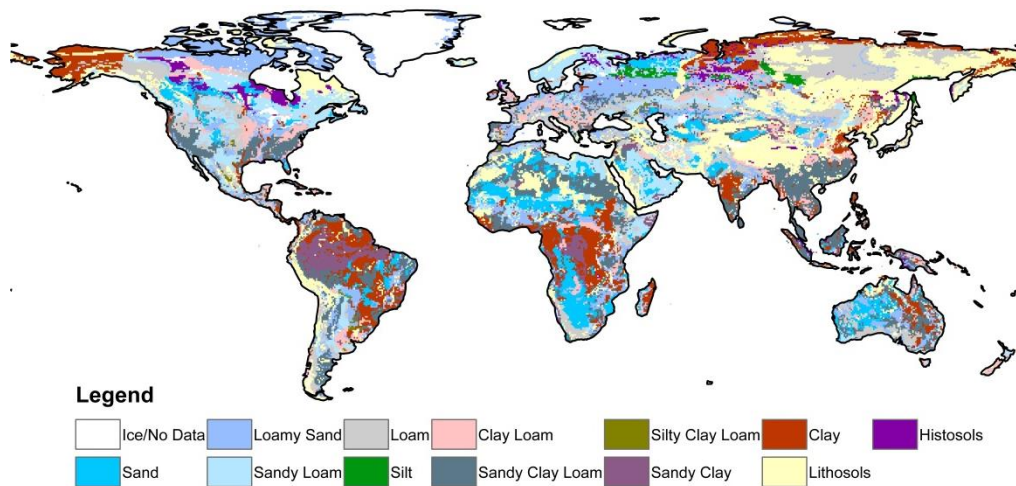 Legend
Ice/No Data Loamy Sand Loam Clay Loam Silty Clay Loam Clay Histosols
Sand Sandy Loam Silt Sandy Clay Loam Sandy Clay Lithosols